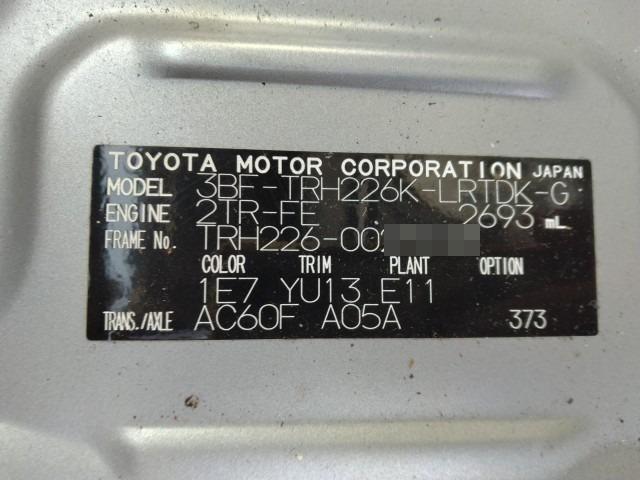 TOYOTA MOTOR CORPORATION JAPAN
MODEL 3BF-TRH226K-LRTDK-G
ENGINE 2TR-FE 2693 mL
FRAME No. TRH226-002
COLOR TRIM PLANT OPTION
1E7 YU13 E11
TRANS./AXLE AC60F A05A 373